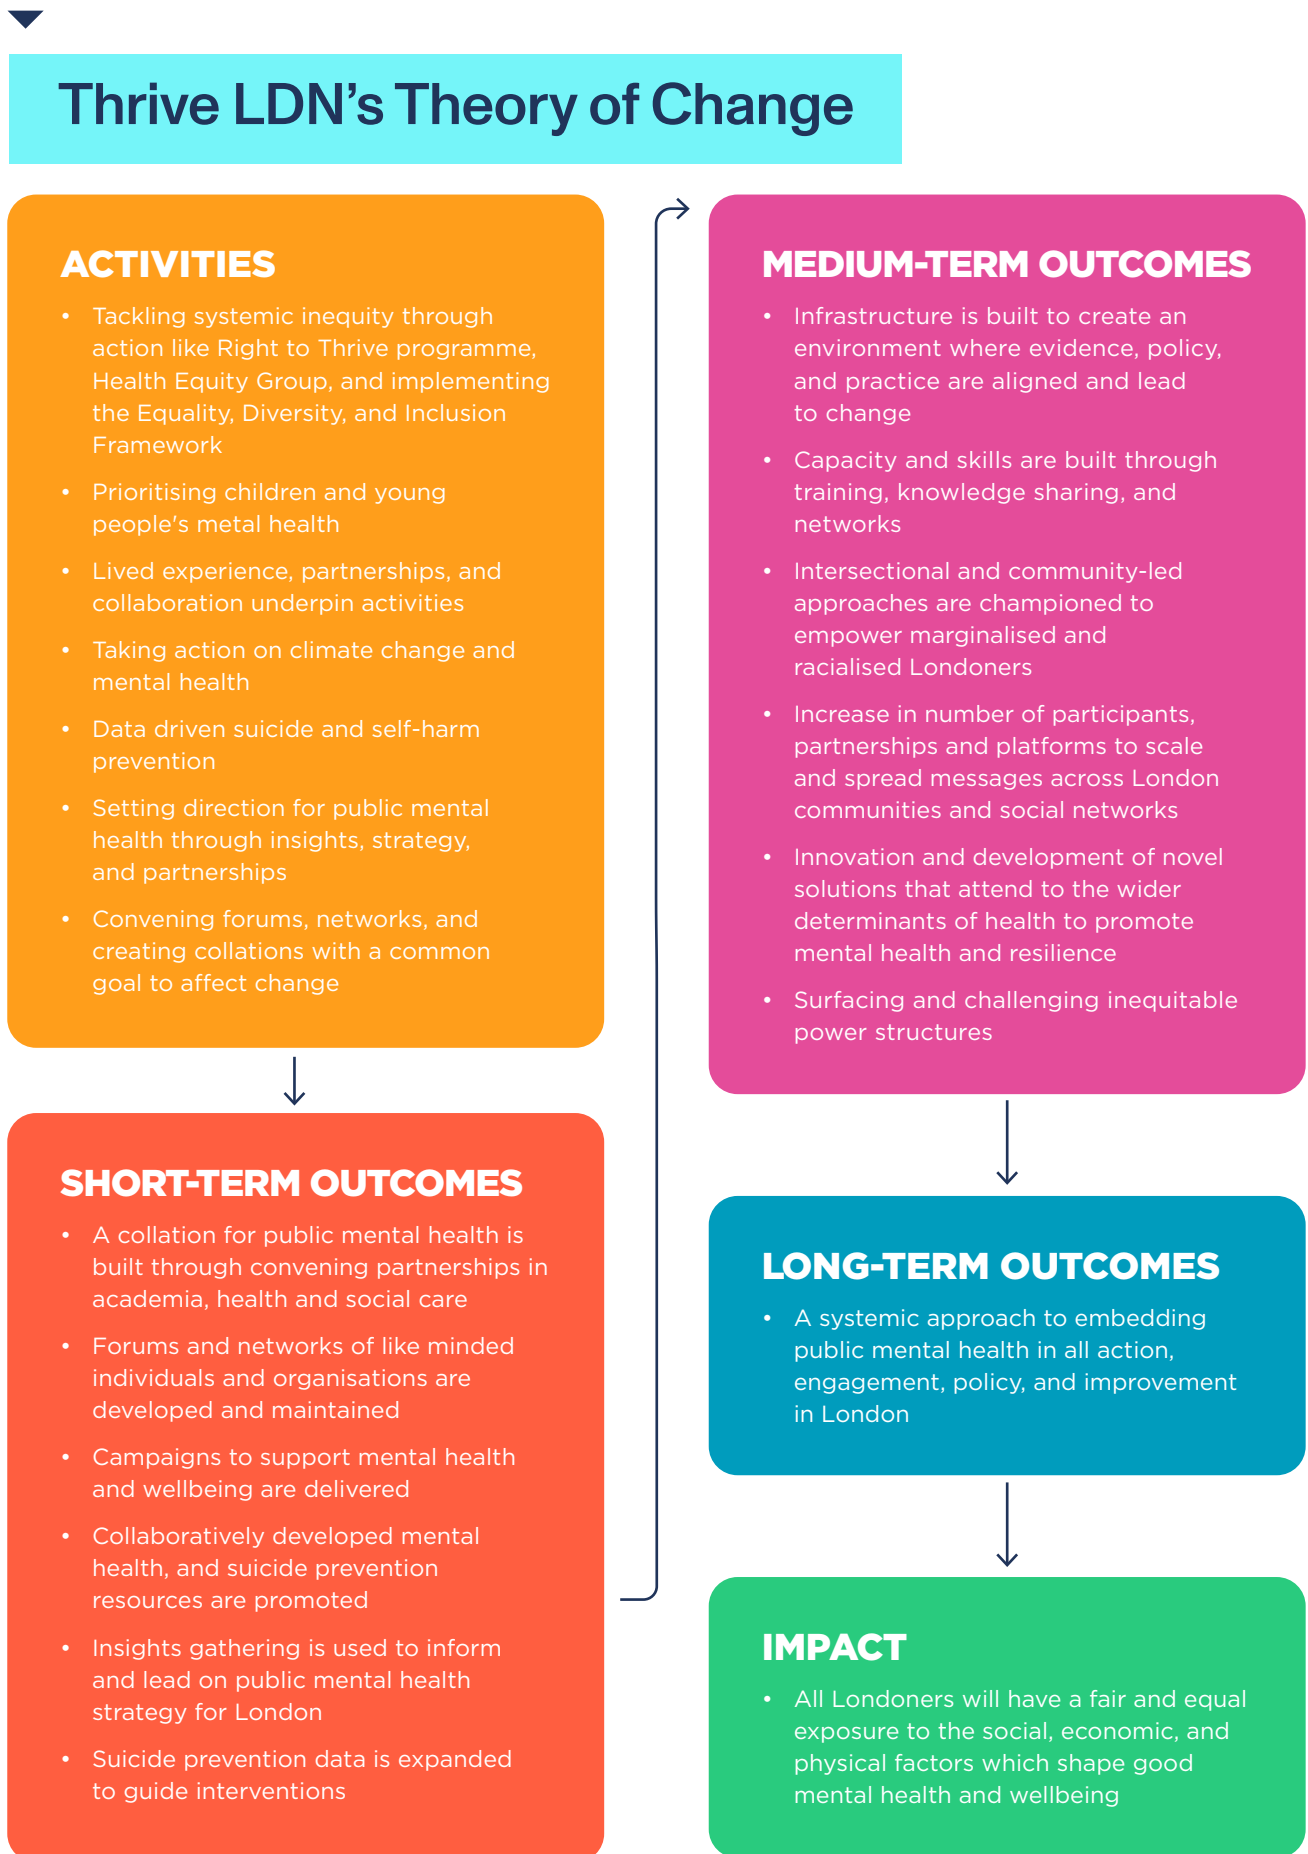 Thrive LDN's Theory of Change
ACTIVITIES
• Tackling systemic inequity through
action like Right to Thrive programme,
Health Equity Group, and implementing
the Equality, Diversity, and Inclusion
Framework
• Prioritising children and young
people's metal health
• Lived experience, partnerships, and
collaboration underpin activities
• Taking action on climate change and
mental health
• Data driven suicide and self-harm
prevention
• Setting direction for public mental
health through insights, strategy,
and partnerships
• Convening forums, networks, and
creating collations with a common
goal to affect change
SHORT-TERM OUTCOMES
• A collation for public mental health is
built through convening partnerships in
academia, health and social care
• Forums and networks of like minded
individuals and organisations are
developed and maintained
• Campaigns to support mental health
and wellbeing are delivered
• Collaboratively developed mental
health, and suicide prevention
resources are promoted
• Insights gathering is used to inform
and lead on public mental health
strategy for London
• Suicide prevention data is expanded
to guide interventions
MEDIUM-TERM OUTCOMES
• Infrastructure is built to create an
environment where evidence, policy,
and practice are aligned and lead
to change
• Capacity and skills are built through
training, knowledge sharing, and
networks
• Intersectional and community-led
approaches are championed to
empower marginalised and
racialised Londoners
• Increase in number of participants,
partnerships and platforms to scale
and spread messages across London
communities and social networks
• Innovation and development of novel
solutions that attend to the wider
determinants of health to promote
mental health and resilience
• Surfacing and challenging inequitable
power structures
LONG-TERM OUTCOMES
• A systemic approach to embedding
public mental health in all action,
engagement, policy, and improvement
in London
IMPACT
• All Londoners will have a fair and equal
exposure to the social, economic, and
physical factors which shape good
mental health and wellbeing